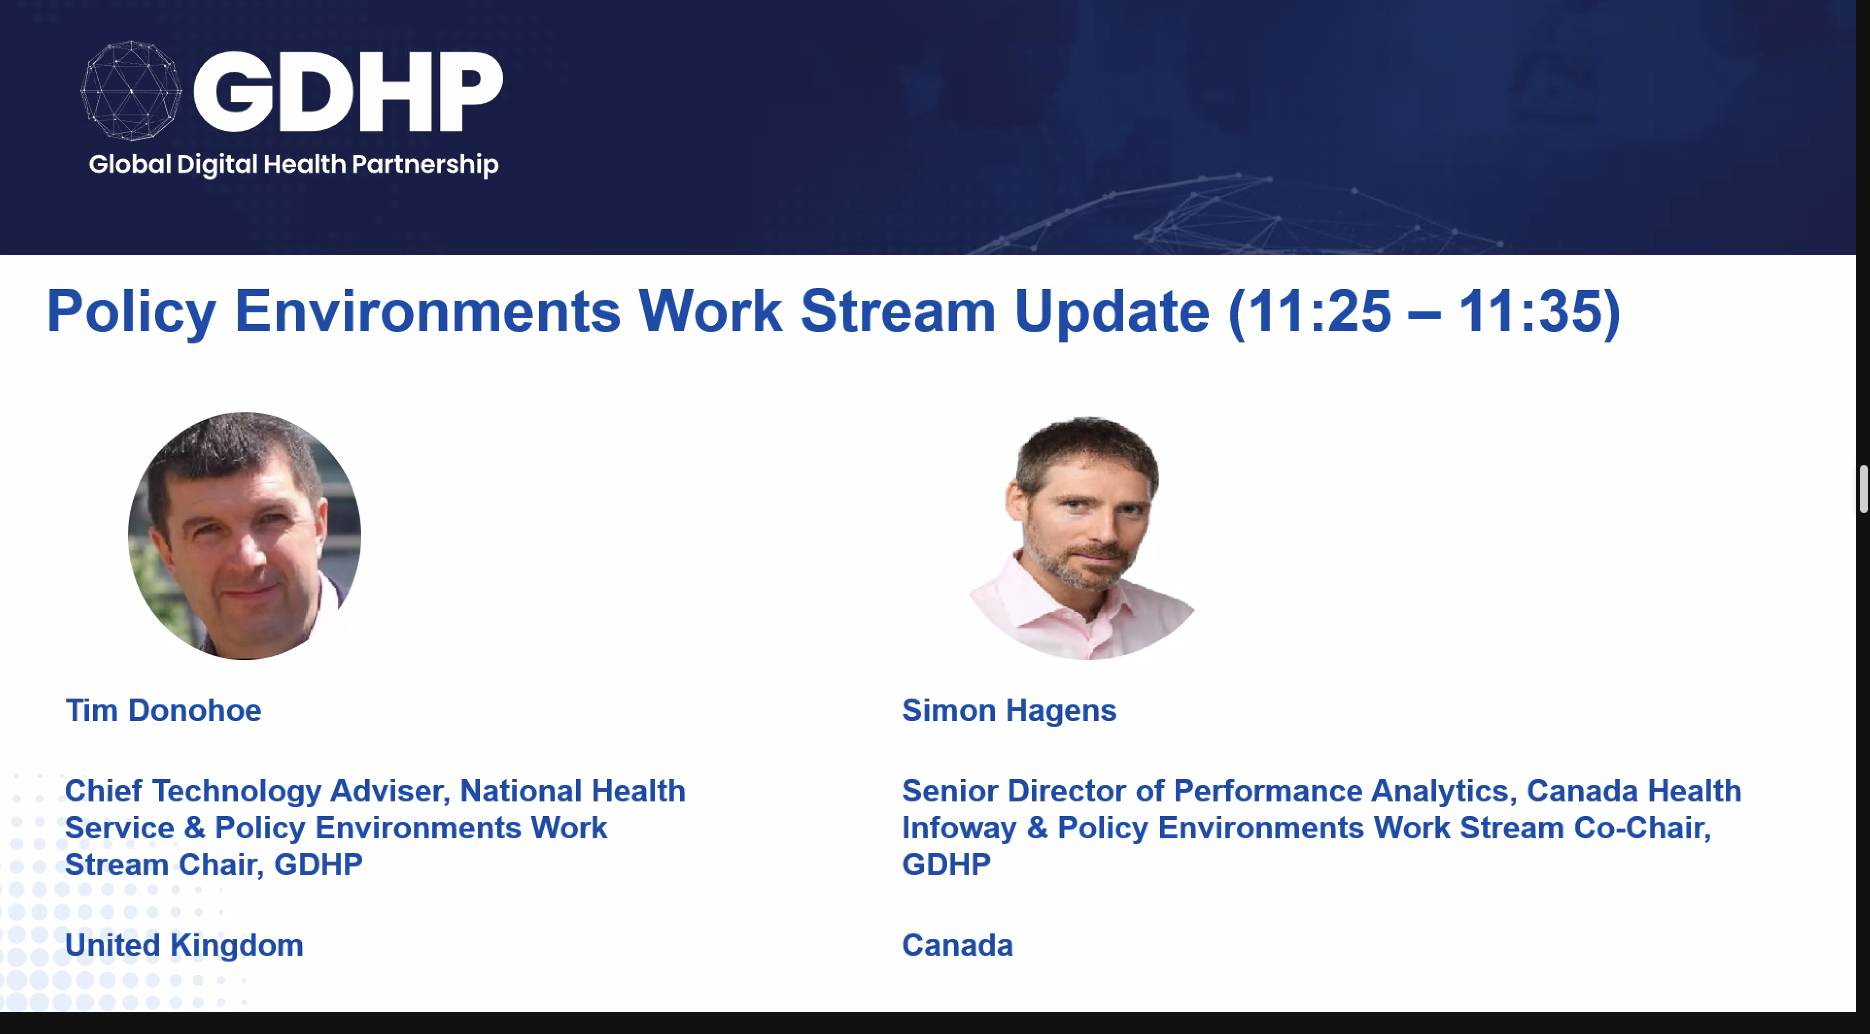 GDHP
Global Digital Health Partnership
Policy Environments Work Stream Update (11:25 – 11:35)
Tim Donohoe
Chief Technology Adviser, National Health
Service & Policy Environments Work
Stream Chair, GDHP
United Kingdom
Simon Hagens
Senior Director of Performance Analytics, Canada Health
Infoway & Policy Environments Work Stream Co-Chair,
GDHP
Canada